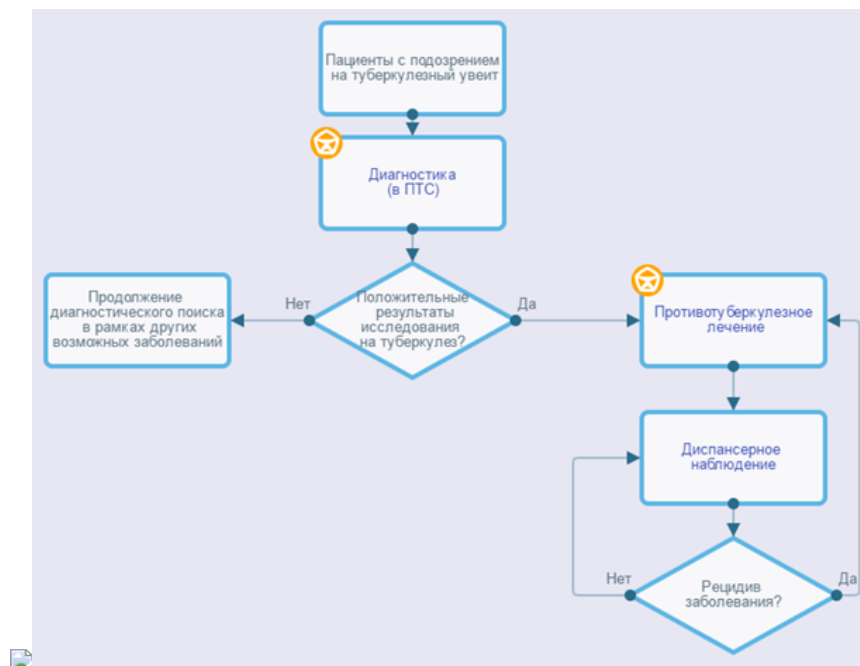 Пациенты с подозрением
на туберкулезный увеит
Диагностика
(в ПТС)
Продолжение
диагностического поиска
в рамках других
возможных заболеваний
Нет
Положительные
результаты
исследования
на туберкулез?
Да
Противотуберкулезное
лечение
Диспансерное
наблюдение
Нет
Рецидив
заболевания?
Да